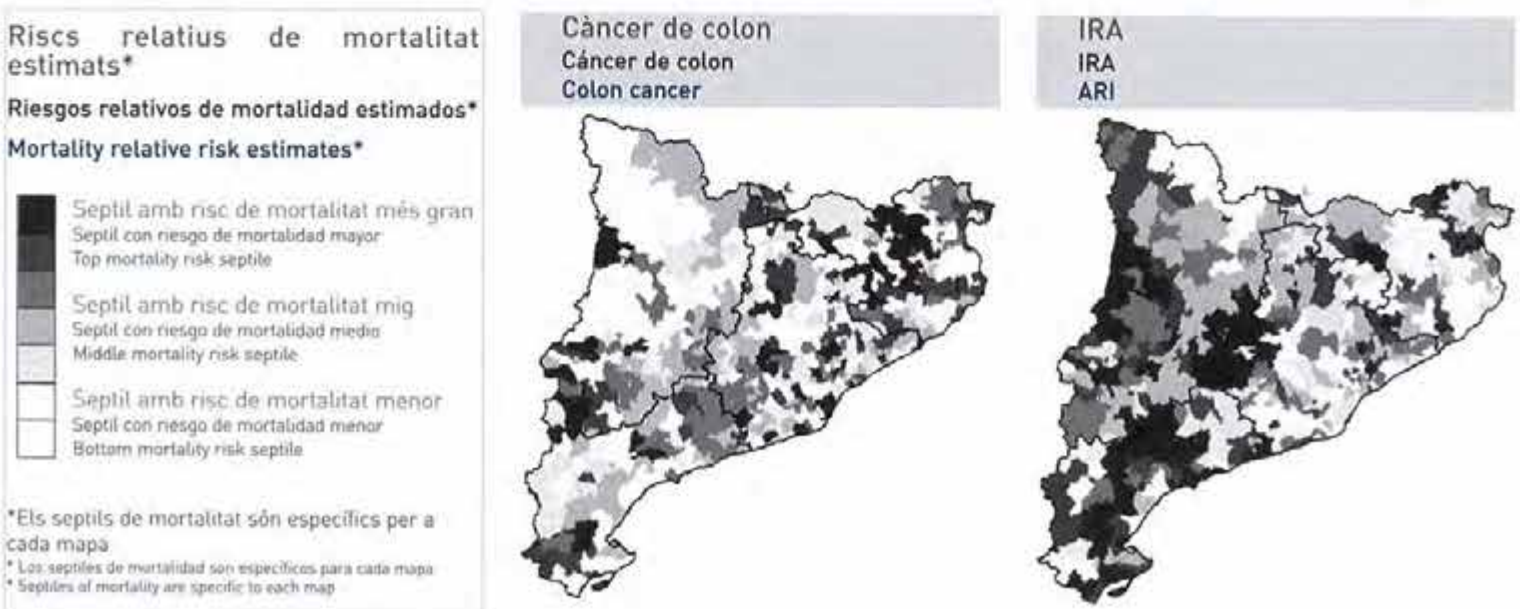 Riscs relatius de mortalitat
estimats*
Riesgos relativos de mortalidad estimados*
Mortality relative risk estimates*
Septil amb risc de mortalitat més gran
Septil con riesgo de mortalidad mayor
Top mortality risk septile
Septil amb risc de mortalitat mig
Septil con riesgo de mortalidad medio
Middle mortality risk septile
Septil amb risc de mortalitat menor
Septil con riesgo de mortalidad menor
Bottom mortality risk septile
*Els septils de mortalitat són específics per a
cada mapa
* Los septiles de mortalidad son específicos para cada mapa
* Septiles of mortality are specific to each map
Càncer de colon
Cáncer de colon
Colon cancer
IRA
IRA
ARI